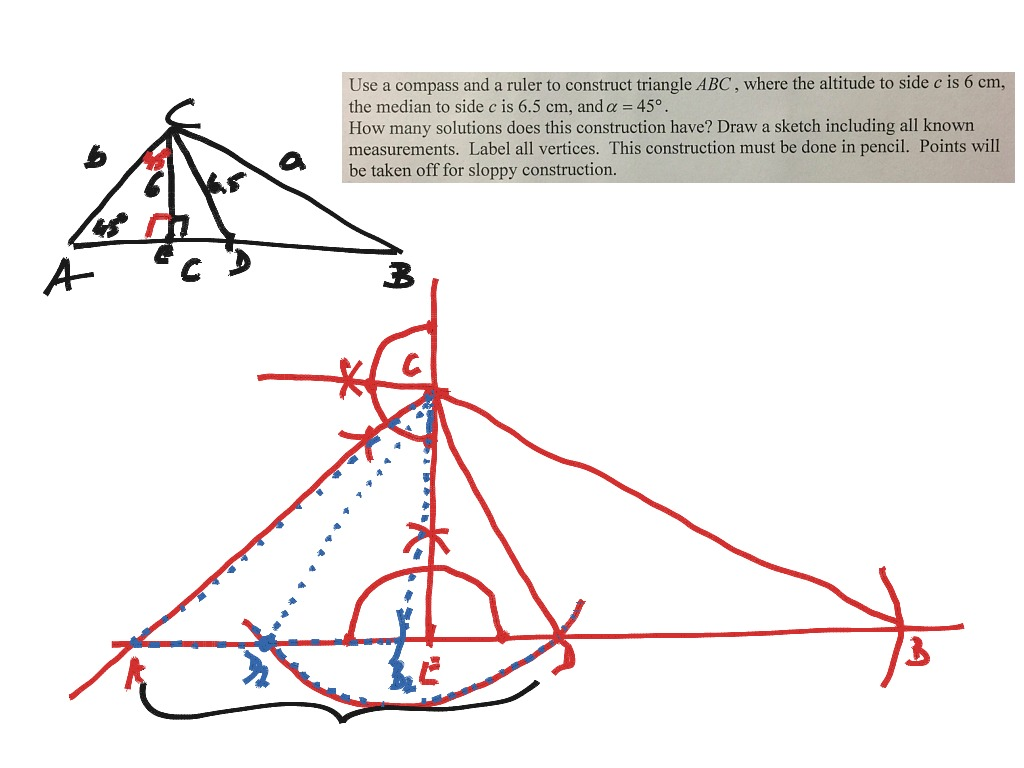 Use a compass and a ruler to construct triangle ABC, where the altitude to side c is 6 cm,
the median to side c is 6.5 cm, and α = 45°.
How many solutions does this construction have? Draw a sketch including all known
measurements. Label all vertices. This construction must be done in pencil. Points will
be taken off for sloppy construction.
C
b
45°
a
6
6.5
45°
A
E
C
D
B
C
A
D1
B2
E
D
B